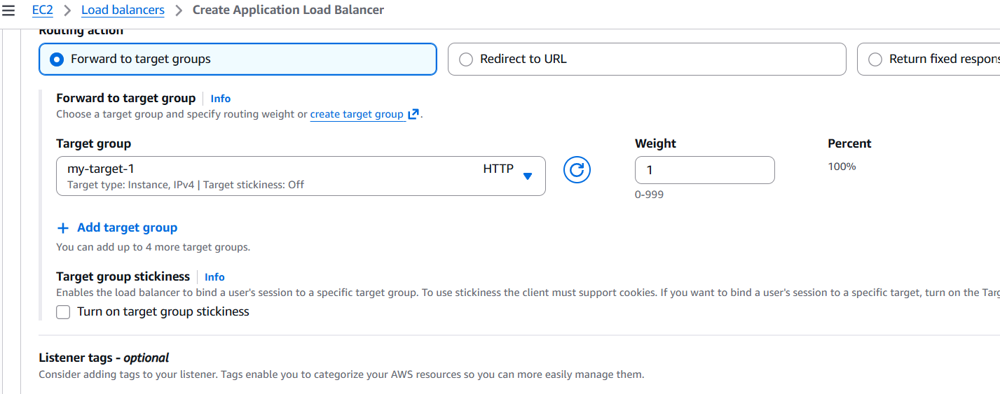 EC2 > Load balancers > Create Application Load Balancer
Routing action
Forward to target groups Redirect to URL Return fixed respons
Forward to target group Info
Choose a target group and specify routing weight or create target group.
Target group Weight Percent
my-target-1 HTTP 1 100%
Target type: Instance, IPv4 | Target stickiness: Off
0-999
+ Add target group
You can add up to 4 more target groups.
Target group stickiness Info
Enables the load balancer to bind a user's session to a specific target group. To use stickiness the client must support cookies. If you want to bind a user's session to a specific target, turn on the Targ
Turn on target group stickiness
Listener tags - optional
Consider adding tags to your listener. Tags enable you to categorize your AWS resources so you can more easily manage them.